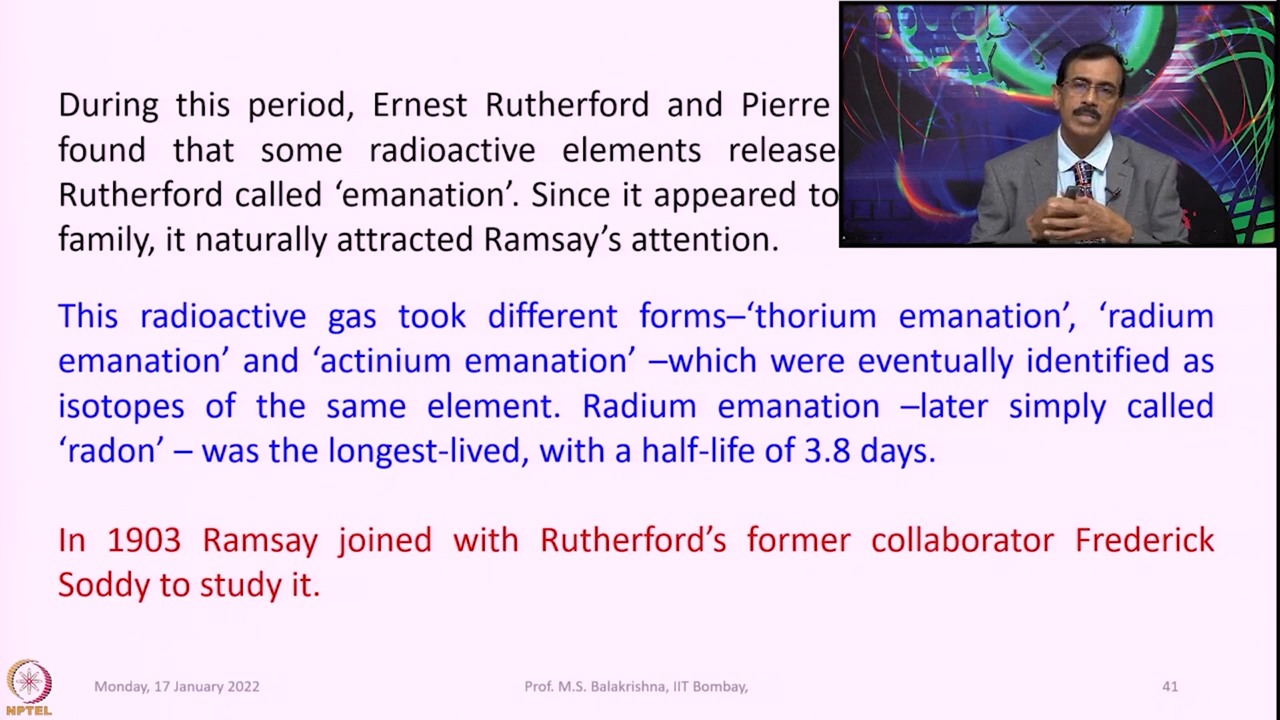 During this period, Ernest Rutherford and Pierre
found that some radioactive elements release
Rutherford called ‘emanation’. Since it appeared to
family, it naturally attracted Ramsay’s attention.
This radioactive gas took different forms–‘thorium emanation’, ‘radium
emanation’ and ‘actinium emanation’ –which were eventually identified as
isotopes of the same element. Radium emanation –later simply called
‘radon’ – was the longest-lived, with a half-life of 3.8 days.
In 1903 Ramsay joined with Rutherford’s former collaborator Frederick
Soddy to study it.
NPTEL
Monday, 17 January 2022
Prof. M.S. Balakrishna, IIT Bombay,
41